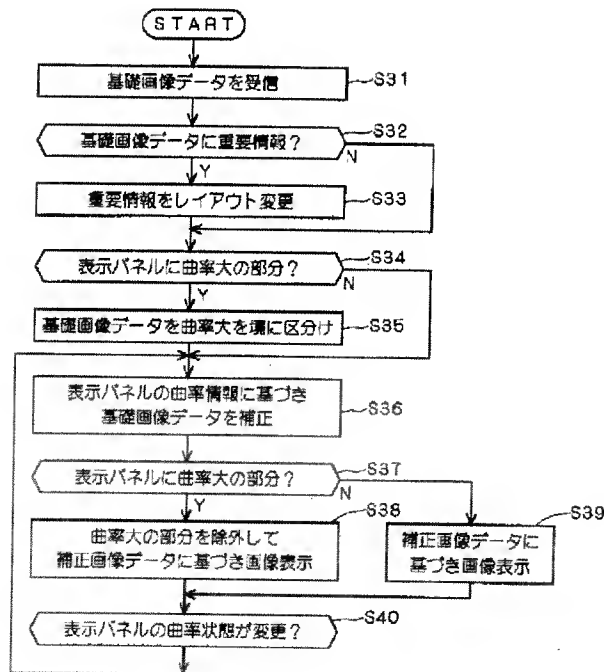 START
基礎画像データを受信
S31
基礎画像データに重要情報?
S32
N
Y
重要情報をレイアウト変更
S33
表示パネルに曲率大の部分?
S34
N
Y
基礎画像データを曲率大を境に区分け
S35
表示パネルの曲率情報に基づき
基礎画像データを補正
S36
表示パネルに曲率大の部分?
S37
N
Y
曲率大の部分を除外して
補正画像データに基づき画像表示
S38
補正画像データに
基づき画像表示
S39
表示パネルの曲率状態が変更?
S40